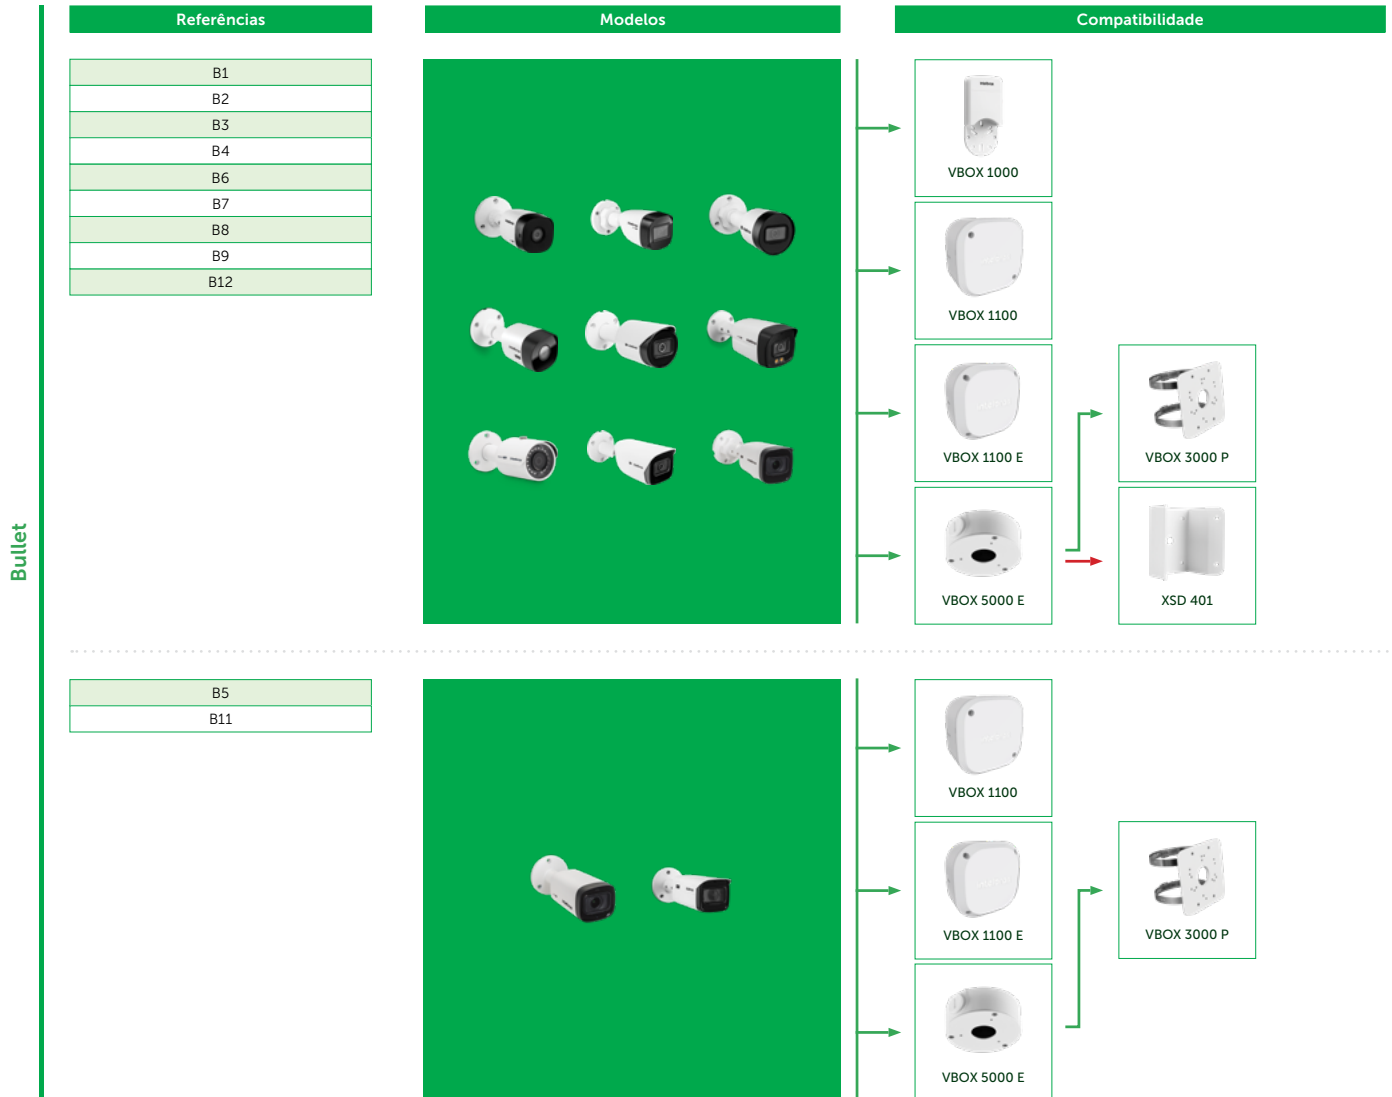 Referências
Modelos
Compatibilidade
Bullet
B1
B2
B3
B4
B6
B7
B8
B9
B12
VBOX 1000
VBOX 1100
VBOX 1100 E
VBOX 3000 P
VBOX 5000 E
XSD 401
B5
B11
VBOX 1100
VBOX 1100 E
VBOX 3000 P
VBOX 5000 E